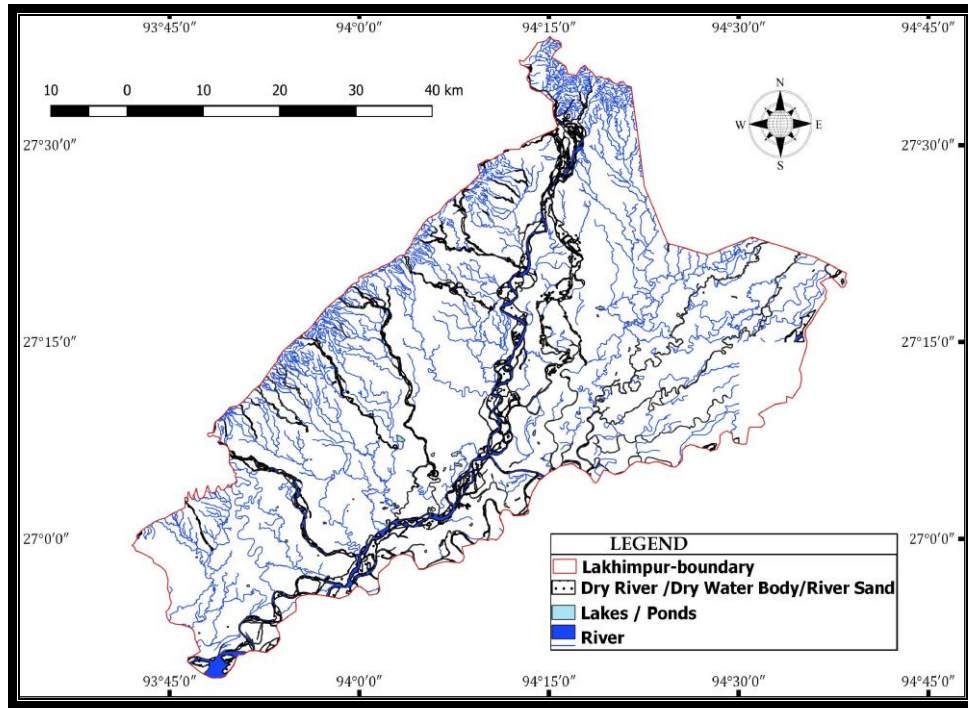 93°45'0" 94°0'0" 94°15'0" 94°30'0" 94°45'0"
10 0 10 20 30 40 km
N
W E
S
27°30'0" 27°30'0"
27°15'0" 27°15'0"
27°0'0" 27°0'0"
LEGEND
Lakhimpur-boundary
Dry River /Dry Water Body/River Sand
Lakes / Ponds
River
93°45'0" 94°0'0" 94°15'0" 94°30'0" 94°45'0"